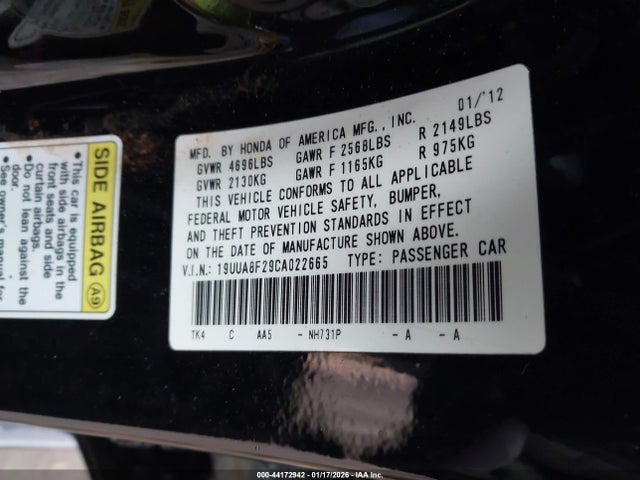 01/'12
MFD. BY HONDA OF AMERICA MFG., INC.
GVWR 4696LBS GAWR F 2568LBS R 2149LBS
GVWR 2130KG GAWR F 1165KG R 975KG
THIS VEHICLE CONFORMS TO ALL APPLICABLE
FEDERAL MOTOR VEHICLE SAFETY, BUMPER,
AND THEFT PREVENTION STANDARDS IN EFFECT
ON THE DATE OF MANUFACTURE SHOWN ABOVE.
V.I.N.: 19UUA8F29CA022665 TYPE: PASSENGER CAR
TK4 C AA5 - NH731P - A - A
SIDE AIRBAG A9
•This car is equipped
with side airbags in the
front seats and side
curtain airbags.
•Do not lean against the
door.
•See owner's manual for
000-44172942 - 01/17/2026 - IAA Inc.